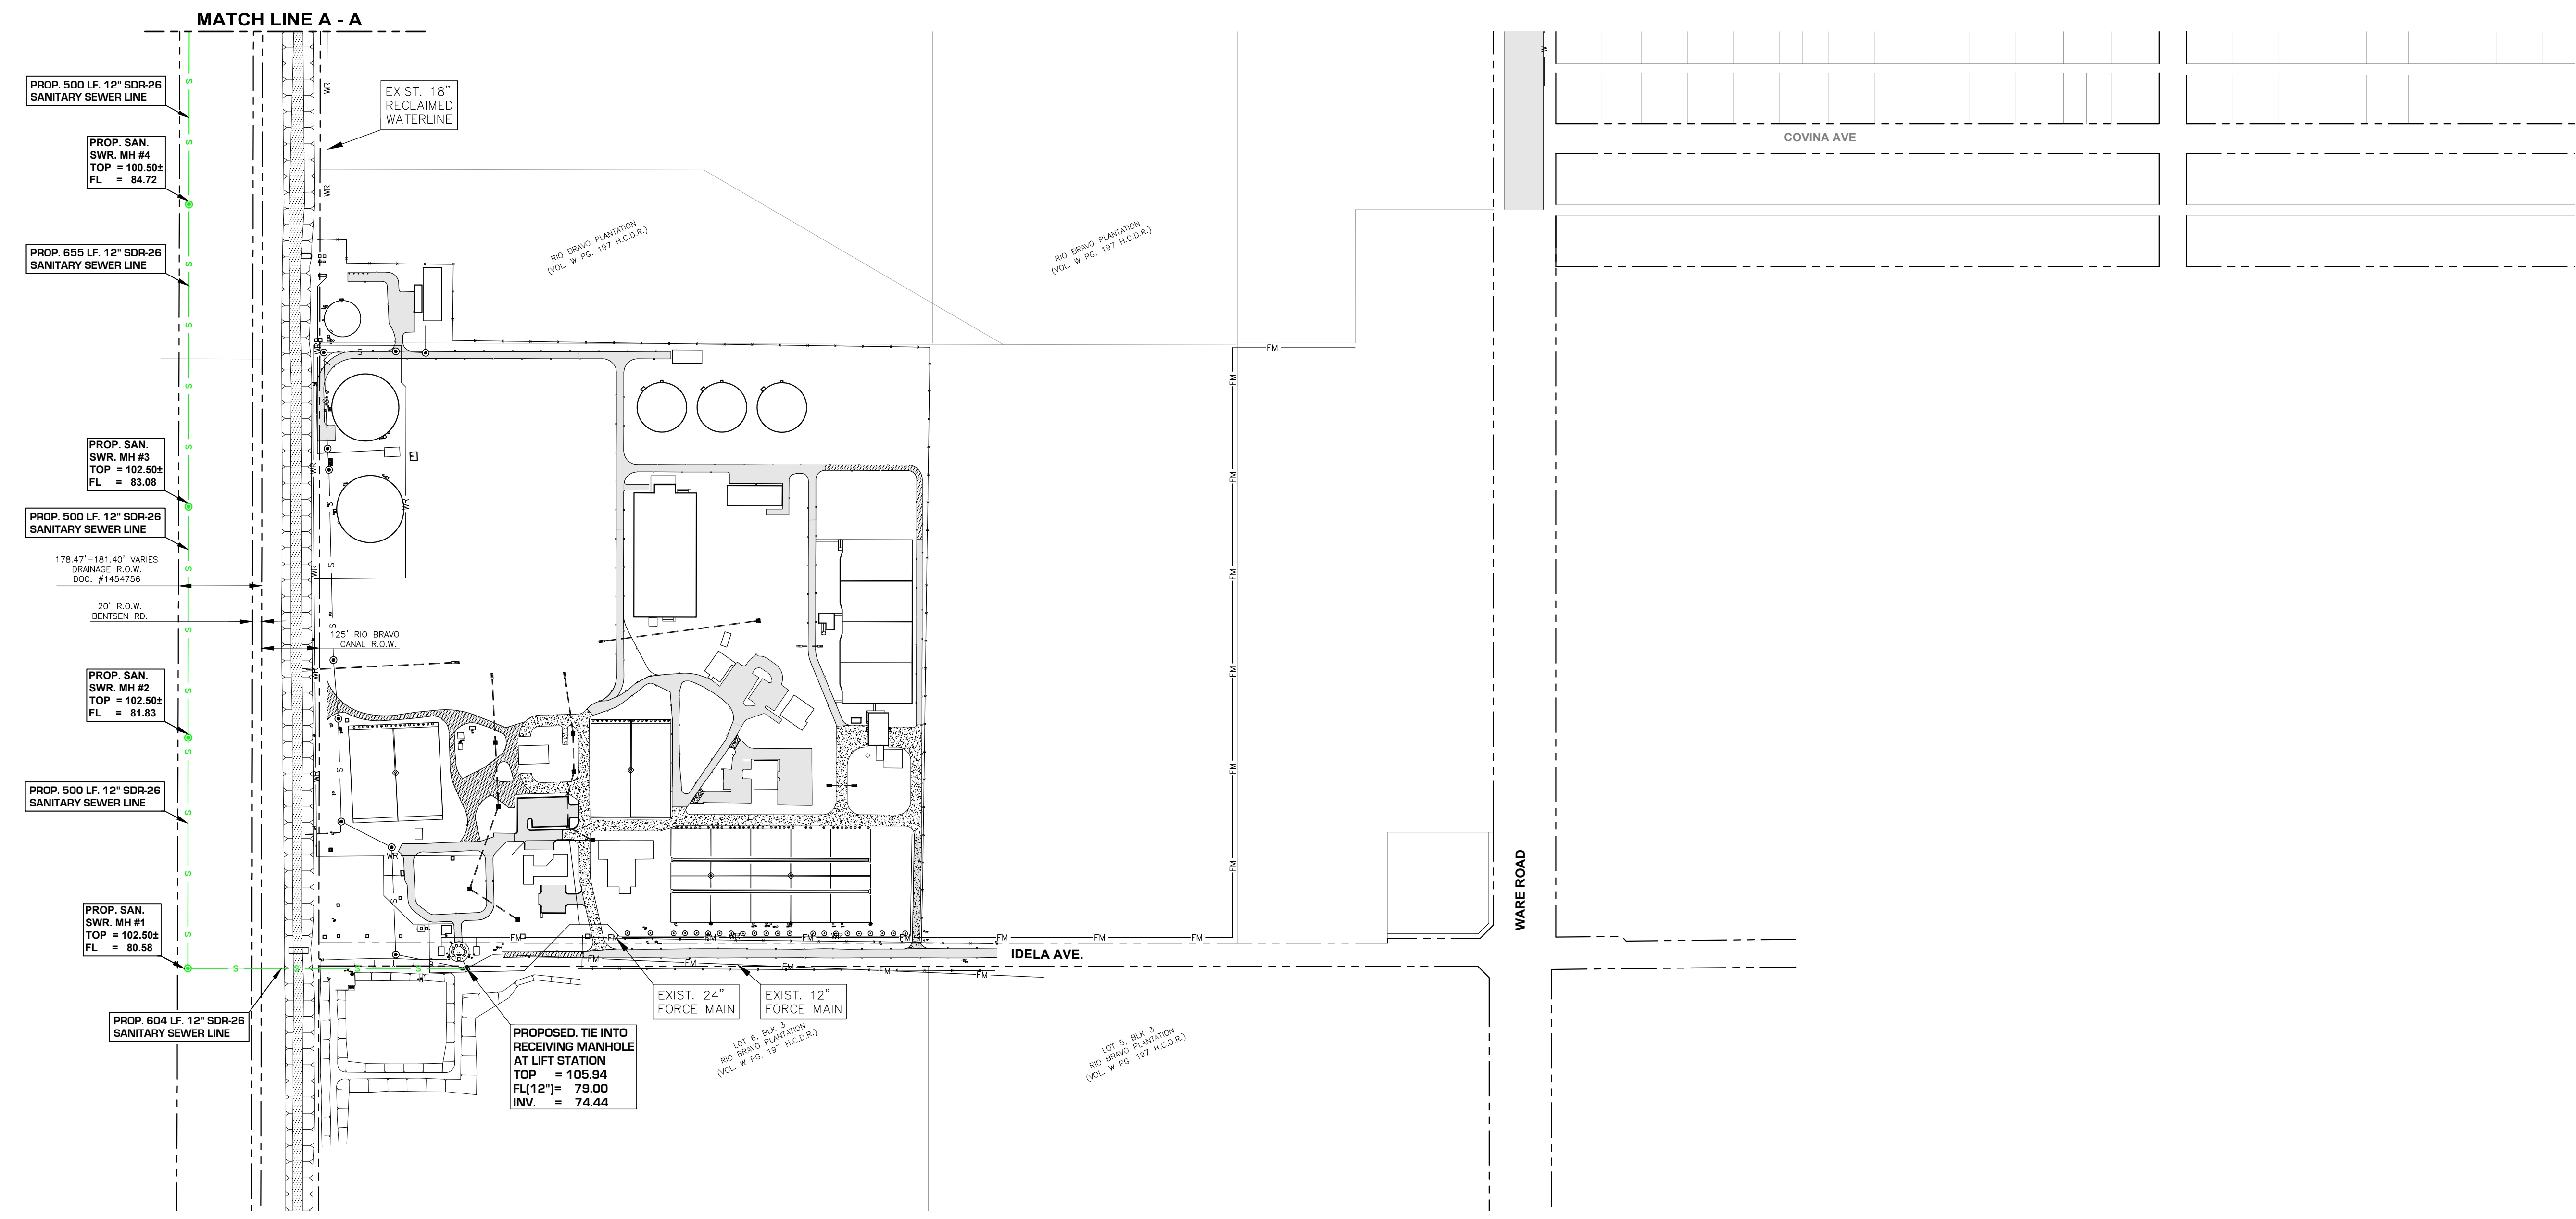 MATCH LINE A - A
PROP. 500 LF. 12" SDR-26
SANITARY SEWER LINE
EXIST. 18"
RECLAIMED
WATERLINE
PROP. SAN.
SWR. MH #4
TOP = 100.50±
FL = 84.72
COVINA AVE
W
PROP. 655 LF. 12" SDR-26
SANITARY SEWER LINE
RIO BRAVO PLANTATION
(VOL. W PG. 197 H.C.D.R.)
RIO BRAVO PLANTATION
(VOL. W PG. 197 H.C.D.R.)
PROP. SAN.
SWR. MH #3
TOP = 102.50±
FL = 83.08
PROP. 500 LF. 12" SDR-26
SANITARY SEWER LINE
178.47'-181.40' VARIES
DRAINAGE R.O.W.
DOC. #1454756
20' R.O.W.
BENTSEN RD.
125' RIO BRAVO
CANAL R.O.W.
PROP. SAN.
SWR. MH #2
TOP = 102.50±
FL = 81.83
PROP. 500 LF. 12" SDR-26
SANITARY SEWER LINE
WARE ROAD
PROP. SAN.
SWR. MH #1
TOP = 102.50±
FL = 80.58
IDELA AVE.
EXIST. 24"
FORCE MAIN
EXIST. 12"
FORCE MAIN
PROP. 604 LF. 12" SDR-26
SANITARY SEWER LINE
PROPOSED. TIE INTO
RECEIVING MANHOLE
AT LIFT STATION
TOP = 105.94
FL(12")= 79.00
INV. = 74.44
LOT 6, BLK 3
RIO BRAVO PLANTATION
(VOL. W PG. 197 H.C.D.R.)
LOT 5, BLK 3
RIO BRAVO PLANTATION
(VOL. W PG. 197 H.C.D.R.)
S
WR
FM